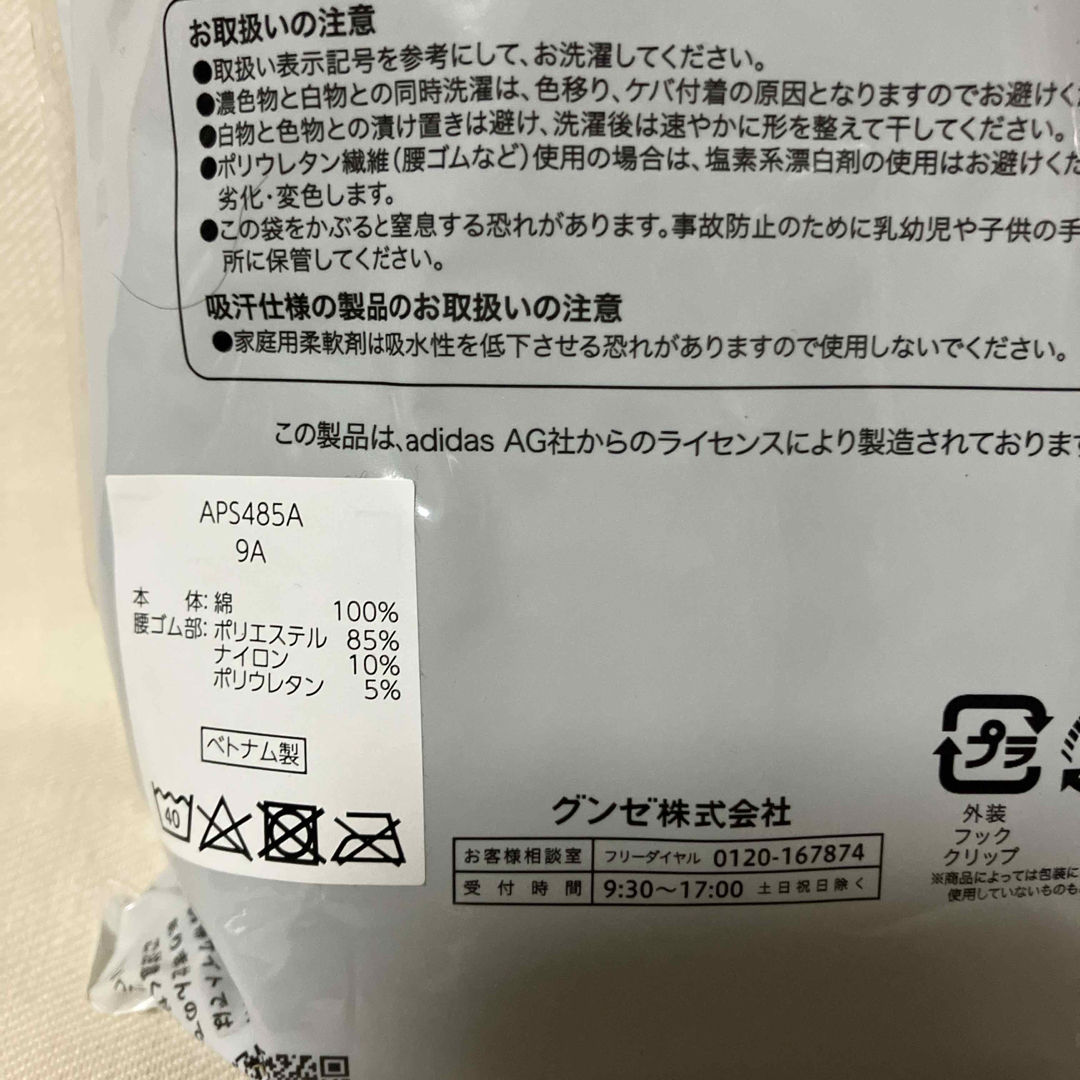 お取扱いの注意
●取扱い表示記号を参考にして、お洗濯してください。
●濃色物と白物との同時洗濯は、色移り、ケバ付着の原因となりますのでお避けく
●白物と色物との漬け置きは避け、洗濯後は速やかに形を整えて干してください。
●ポリウレタン繊維(腰ゴムなど)使用の場合は、塩素系漂白剤の使用はお避けくだ
劣化・変色します。
●この袋をかぶると窒息する恐れがあります。事故防止のために乳幼児や子供の手
所に保管してください。
吸汗仕様の製品のお取扱いの注意
●家庭用柔軟剤は吸水性を低下させる恐れがありますので使用しないでください。
この製品は、adidas AG社からのライセンスにより製造されております
APS485A
9A
本 体:綿 100%
腰ゴム部:ポリエステル 85%
ナイロン 10%
ポリウレタン 5%
ベトナム製
40
プラ
外装
フック
クリップ
※商品によっては包装に
使用していないものも
グンゼ株式会社
お客様相談室 フリーダイヤル 0120-167874
受付時間 9:30〜17:00 土日祝日除く